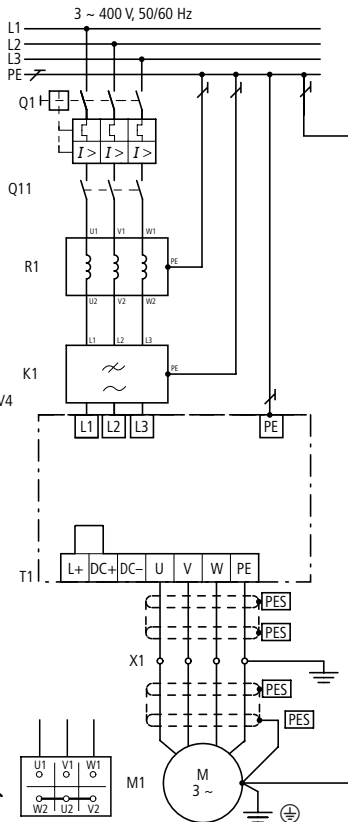 3 ~ 400 V, 50/60 Hz
L1
L2
L3
PE
Q1
I > I > I >
Q11
U1 V1 W1
R1
PE
U2 V2 W2
L1 L2 L3
K1
PE
V4
L1 L2 L3 PE
T1
L+ DC+ DC– U V W PE
PES
PES
X1
PES
PES
U1 V1 W1
W2 U2 V2
M1
M
3 ~